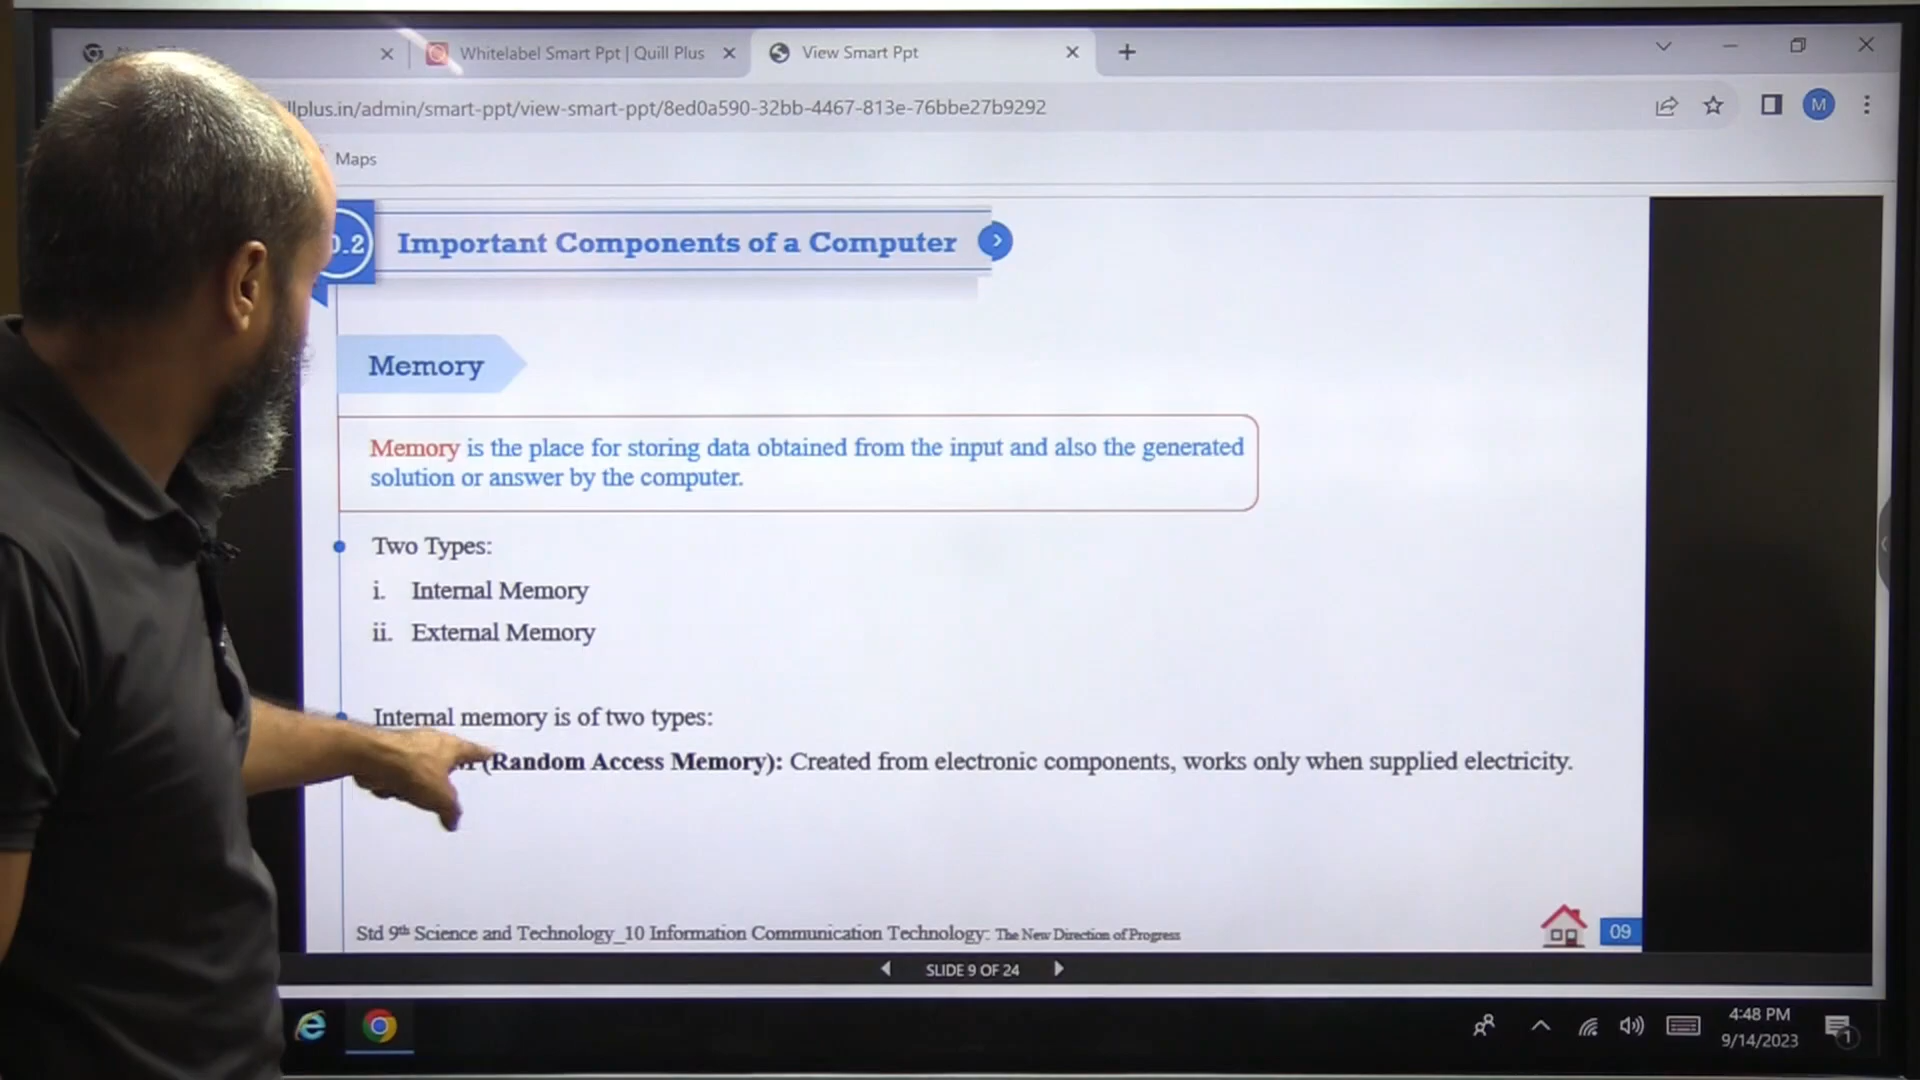 Whitelabel Smart Ppt | Quill Plus
View Smart Ppt
llplus.in/admin/smart-ppt/view-smart-ppt/8ed0a590-32bb-4467-813e-76bbe27b9292
M
Maps
0.2
Important Components of a Computer
Memory
Memory is the place for storing data obtained from the input and also the generated
solution or answer by the computer.
Two Types:
i. Internal Memory
ii. External Memory
Internal memory is of two types:
(Random Access Memory): Created from electronic components, works only when supplied electricity.
Std 9th Science and Technology_10 Information Communication Technology: The New Direction of Progress
09
SLIDE 9 OF 24
4:48 PM
9/14/2023
1